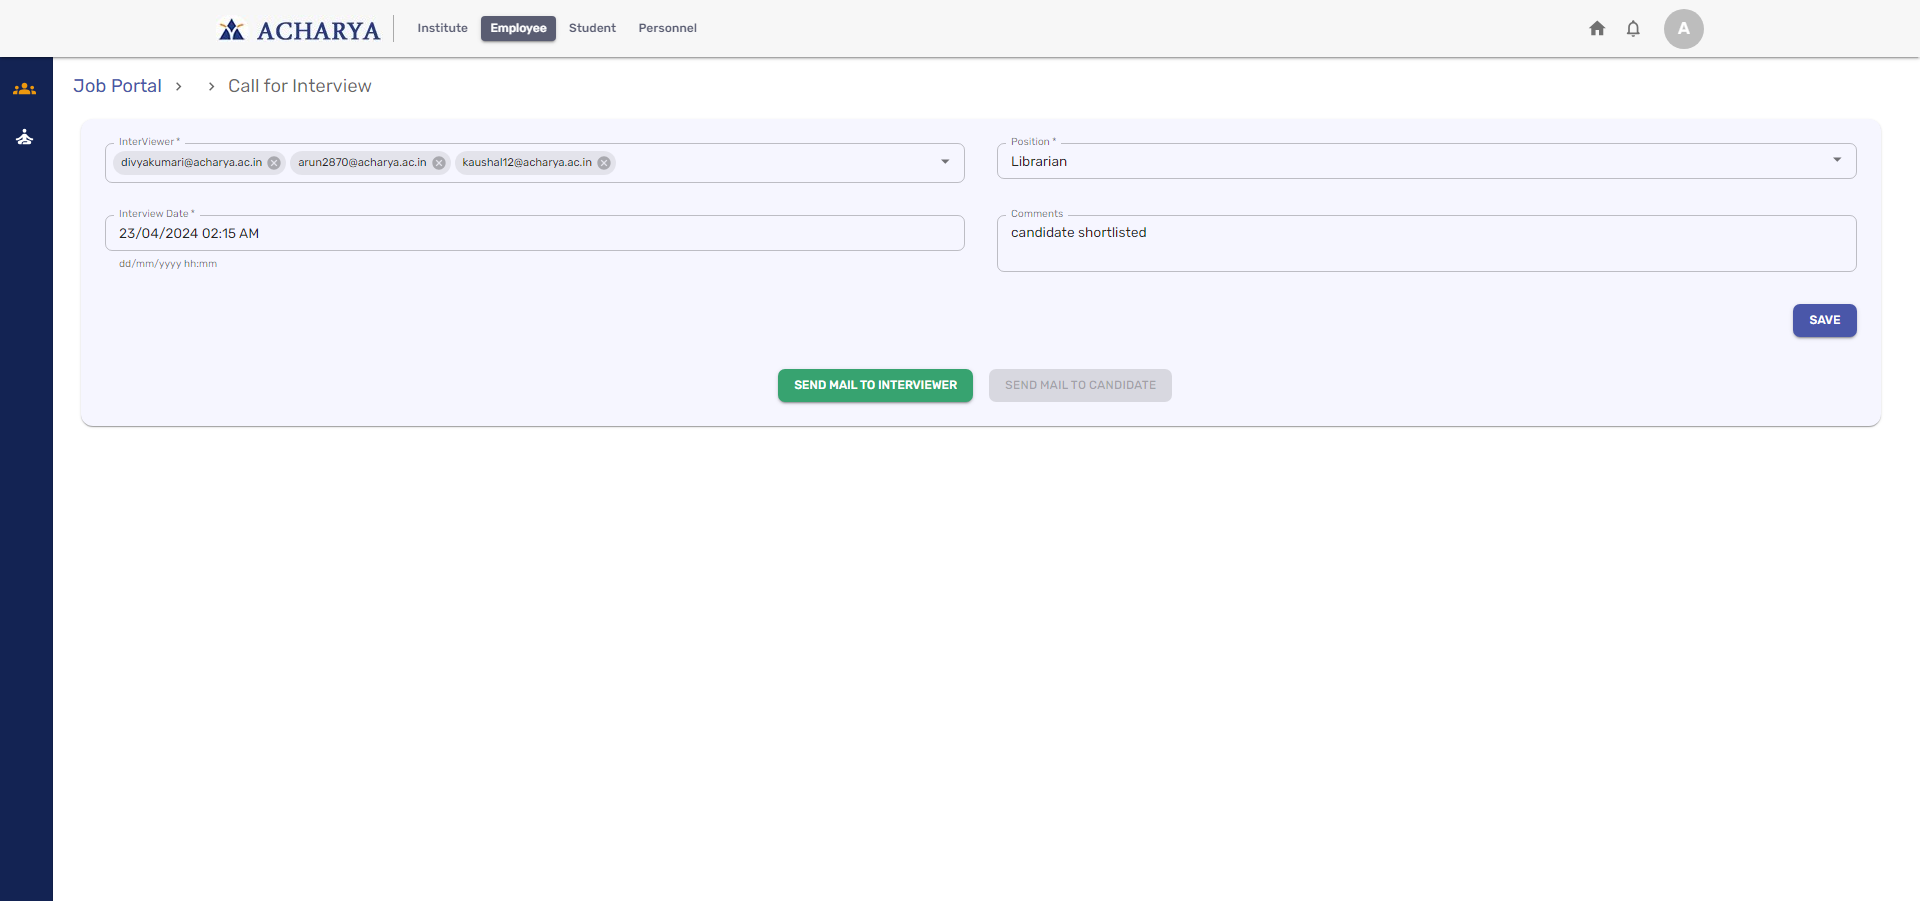 ACHARYA
Institute
Employee
Student
Personnel
A
Job Portal > > Call for Interview
InterViewer *
divyakumari@acharya.ac.in
arun2870@acharya.ac.in
kaushal12@acharya.ac.in
Position *
Librarian
Interview Date *
23/04/2024 02:15 AM
dd/mm/yyyy hh:mm
Comments
candidate shortlisted
SAVE
SEND MAIL TO INTERVIEWER
SEND MAIL TO CANDIDATE